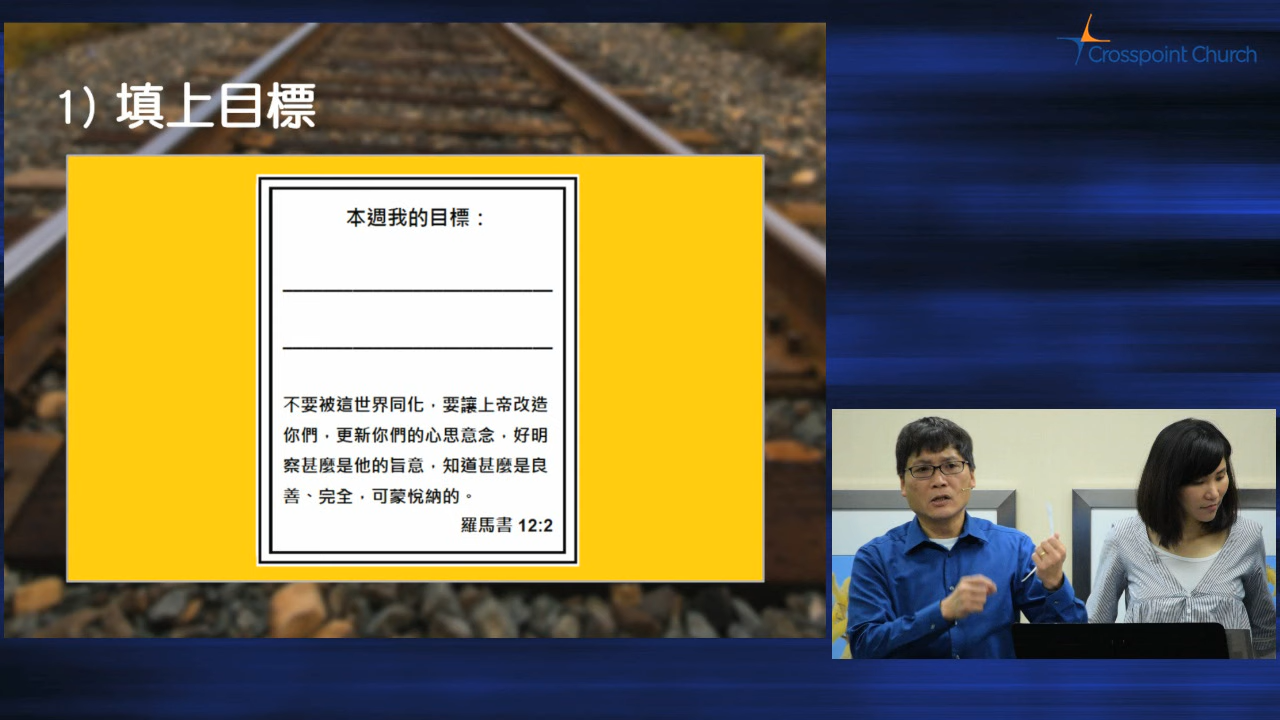 Crosspoint Church
1) 填上目標
本週我的目標：
不要被這世界同化，要讓上帝改造
你們，更新你們的心思意念，好明
察甚麼是他的旨意，知道甚麼是良
善、完全，可蒙悅納的。
羅馬書 12:2